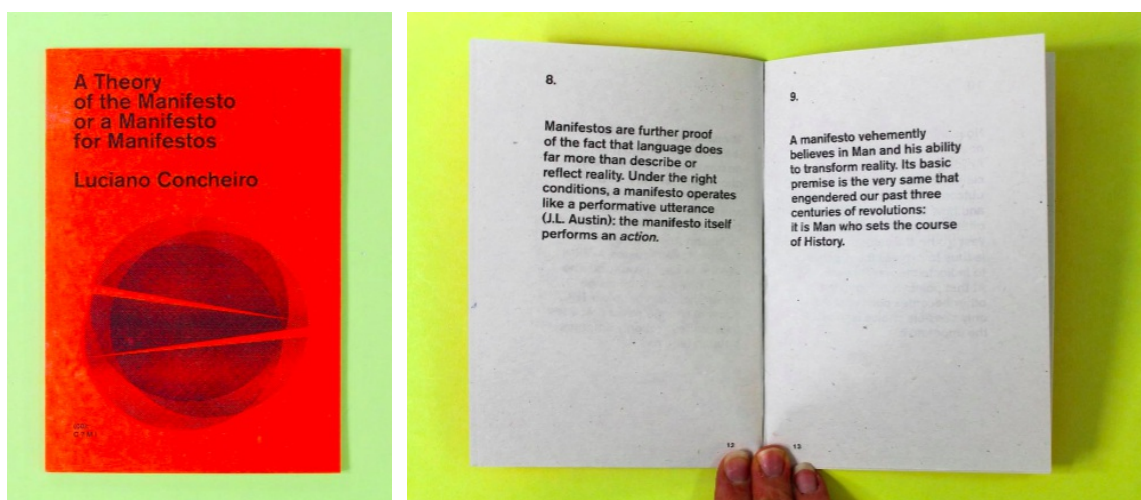 A Theory
of the Manifesto
or a Manifesto
for Manifestos
Luciano Concheiro
8.
Manifestos are further proof
of the fact that language does
far more than describe or
reflect reality. Under the right
conditions, a manifesto operates
like a performative utterance
(J.L. Austin): the manifesto itself
performs an action.
12
9.
A manifesto vehemently
believes in Man and his ability
to transform reality. Its basic
premise is the very same that
engendered our past three
centuries of revolutions:
it is Man who sets the course
of History.
13